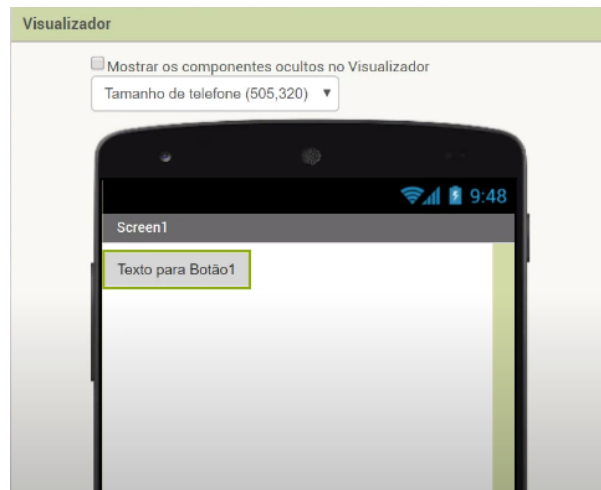 Visualizador
Mostrar os componentes ocultos no Visualizador
Tamanho de telefone (505,320)
9:48
Screen1
Texto para Botão1